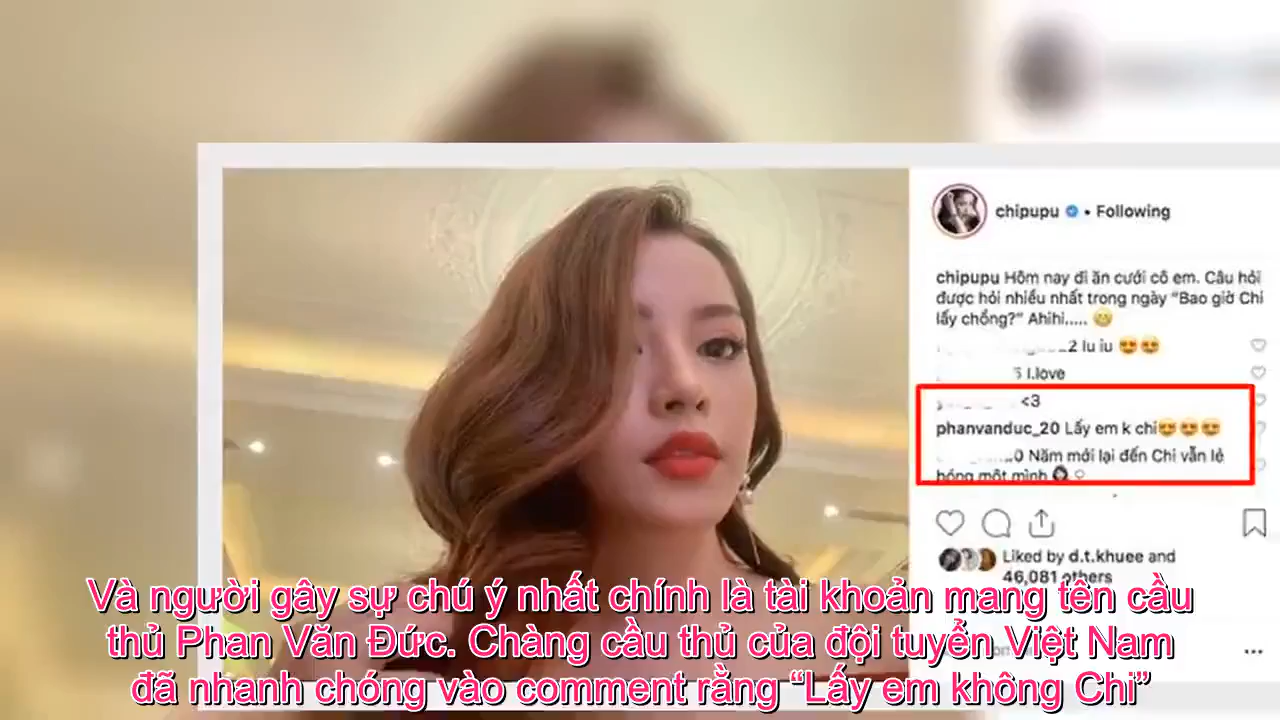 chipupu • Following
chipupu Hôm nay đi ăn cưới cô em. Câu hỏi
được hỏi nhiều nhất trong ngày "Bao giờ Chi
lấy chồng?" Ahihi..... 😁
2 lu iu 😍😍
I.love
<3
phanvanduc_20 Lấy em k chi😍😍😍
0 Năm mới lại đến Chi vẫn lẻ
bóng một mình
Liked by d.t.khuee and
46,081 others
Và người gây sự chú ý nhất chính là tài khoản mang tên cầu
thủ Phan Văn Đức. Chàng cầu thủ của đội tuyển Việt Nam
đã nhanh chóng vào comment rằng “Lấy em không Chi”